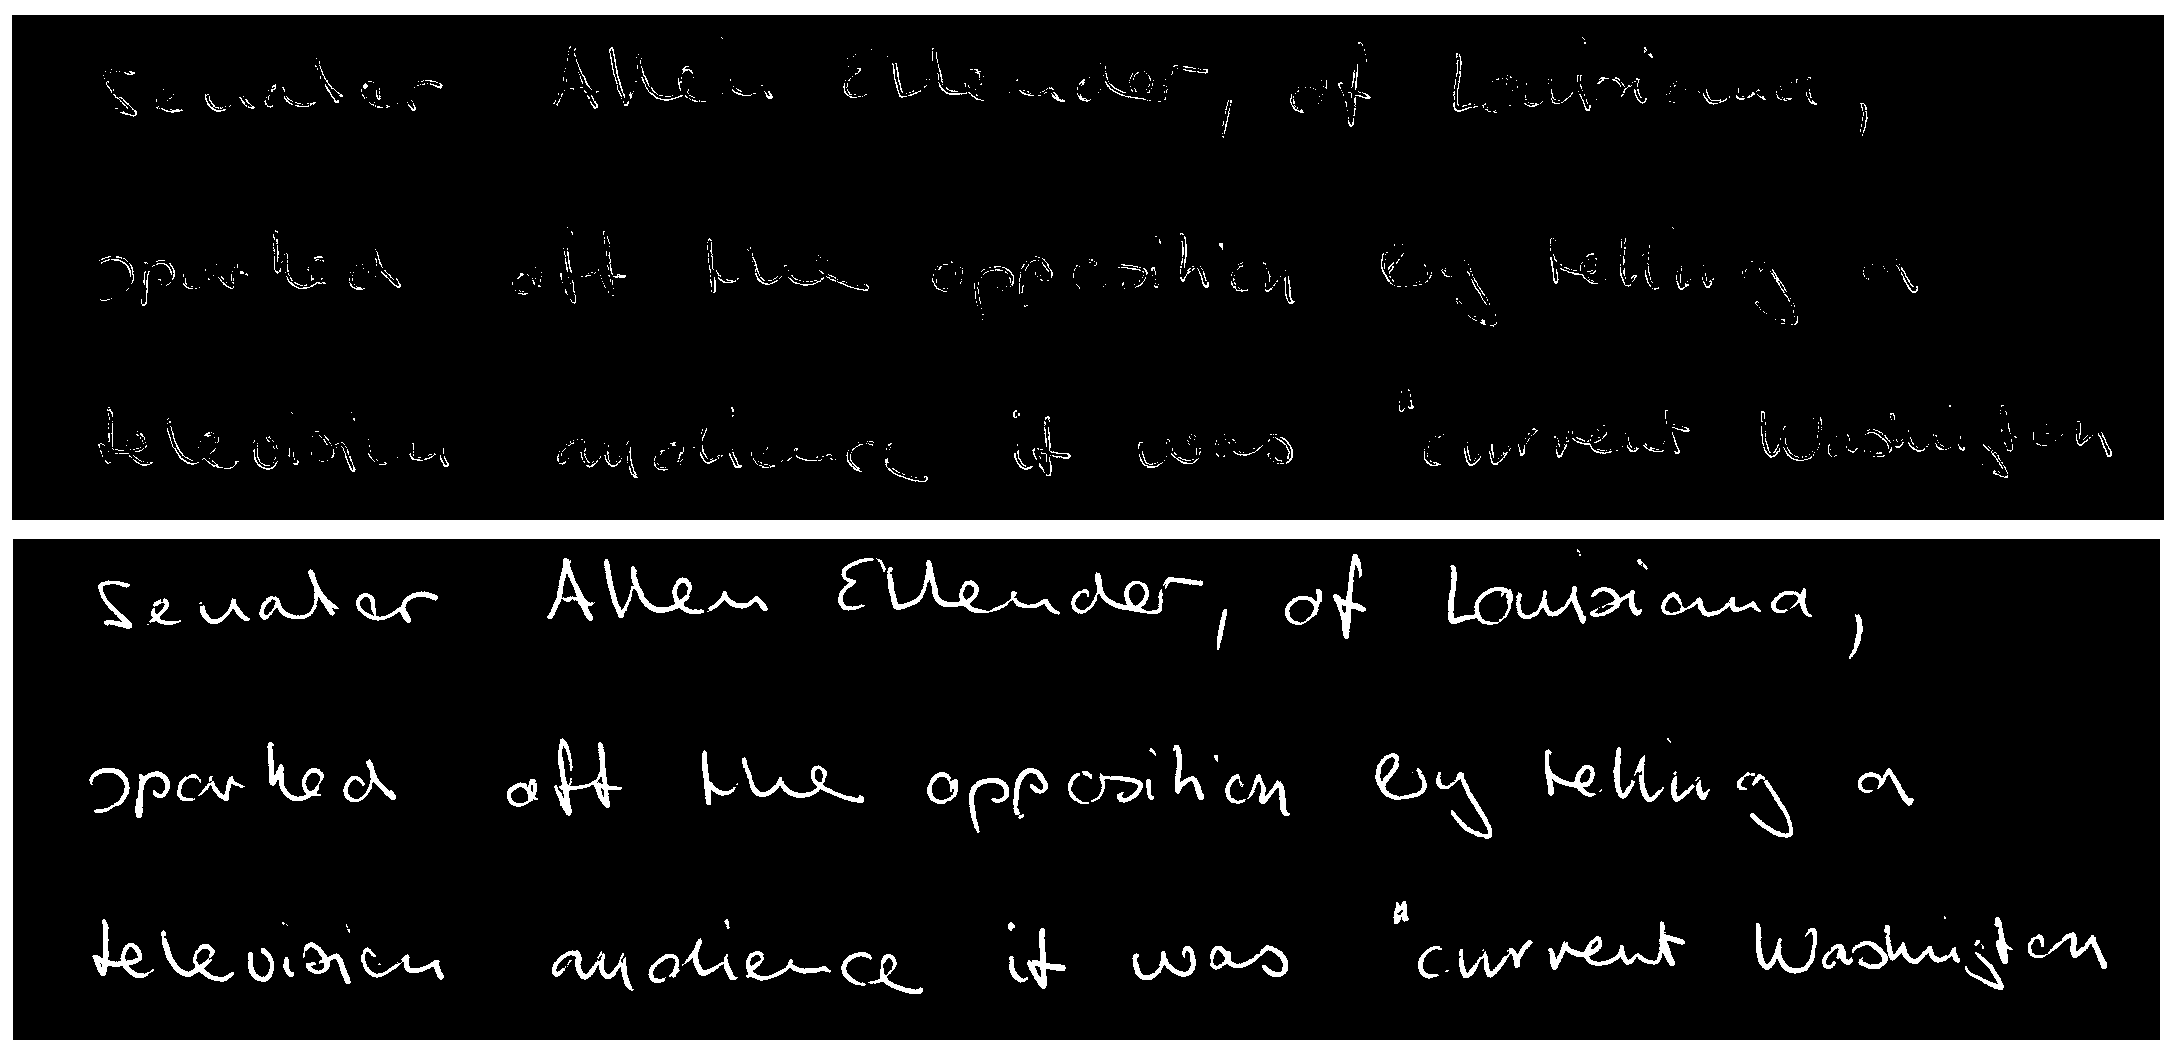 Senator Allen Ellender, of Louisiana,
sparked off the opposition by telling a
television audience it was "current Washington
Senator Allen Ellender, of Louisiana,
sparked off the opposition by telling a
television audience it was "current Washington